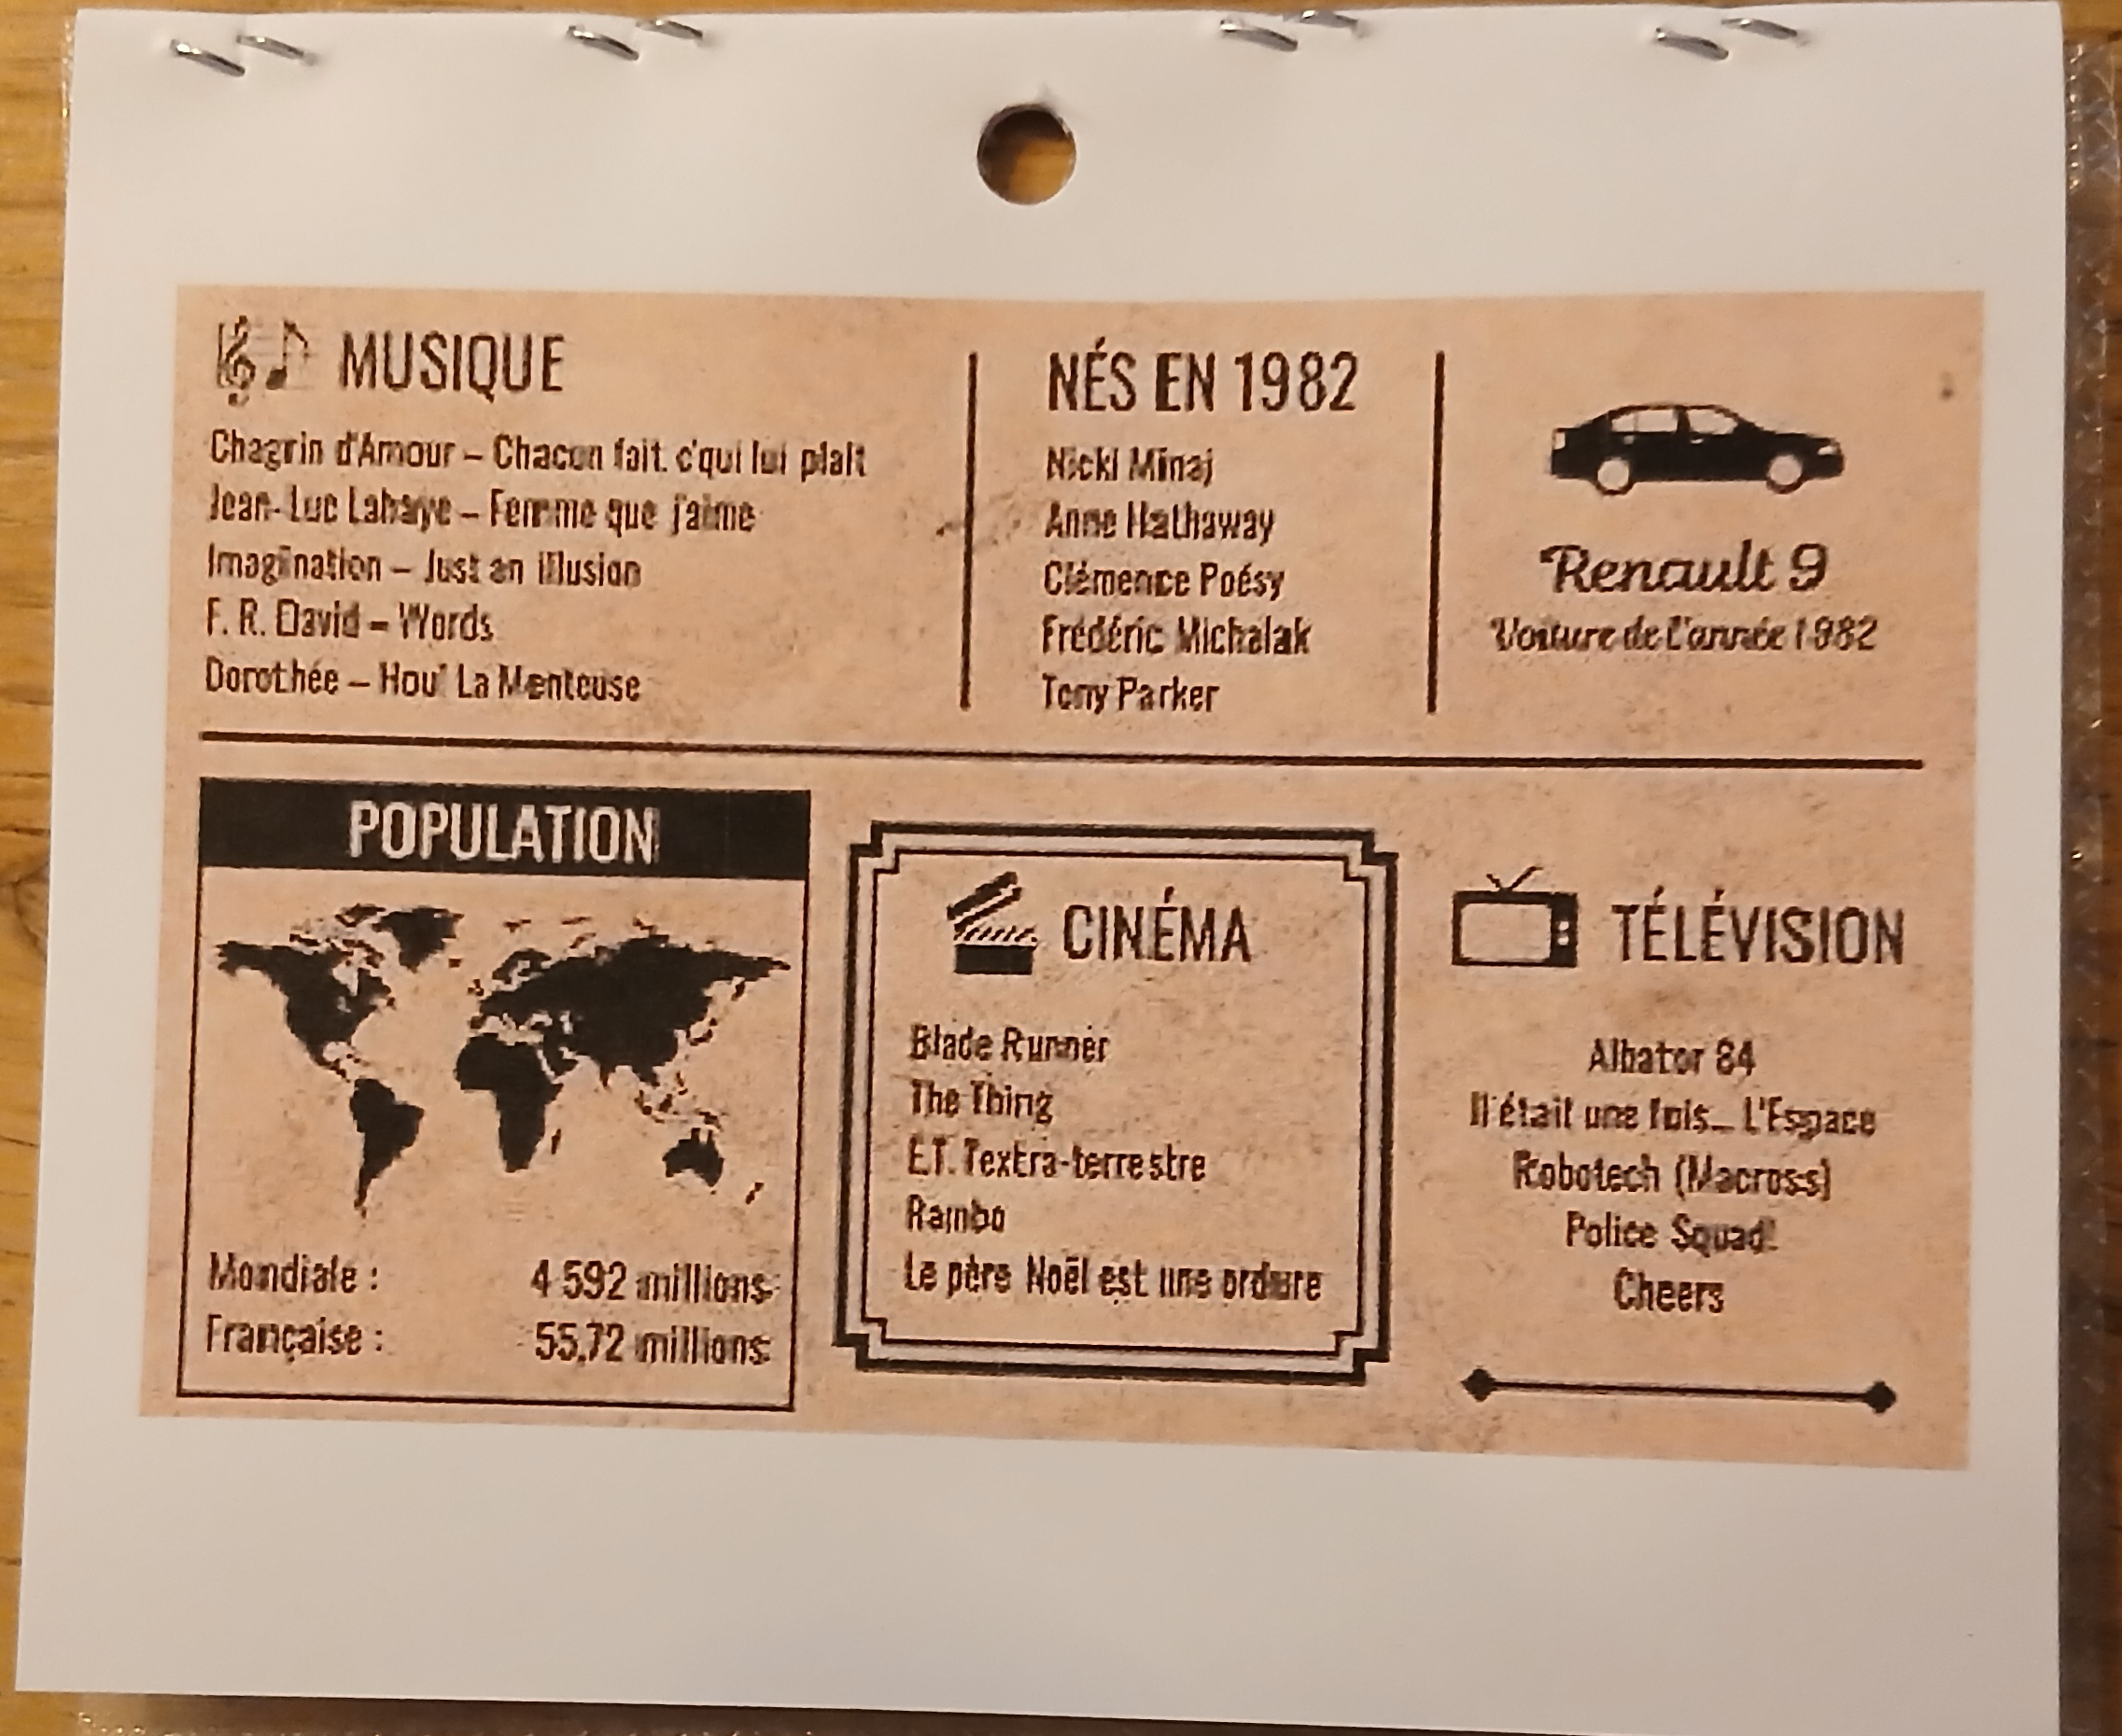 MUSIQUE
Chagrin d'Amour – Chacun fait. c'qui lui plaît
Jean-Luc Lahaye – Femme que j'aime
Imagination – Just an illusion
F. R. David – Words
Dorothée – Hou' La Menteuse
NÉS EN 1982
Nicki Minaj
Anne Hathaway
Clémence Poésy
Frédéric Michalak
Tony Parker
Renault 9
Voiture de l'année 1982
POPULATION
Mondiale : 4 592 millions
Française : 55,72 millions
CINÉMA
Blade Runner
The Thing
E.T. l'extra-terrestre
Rambo
Le père Noël est une ordure
TÉLÉVISION
Albator 84
Il était une fois... L'Espace
Robotech (Macross)
Police Squad!
Cheers